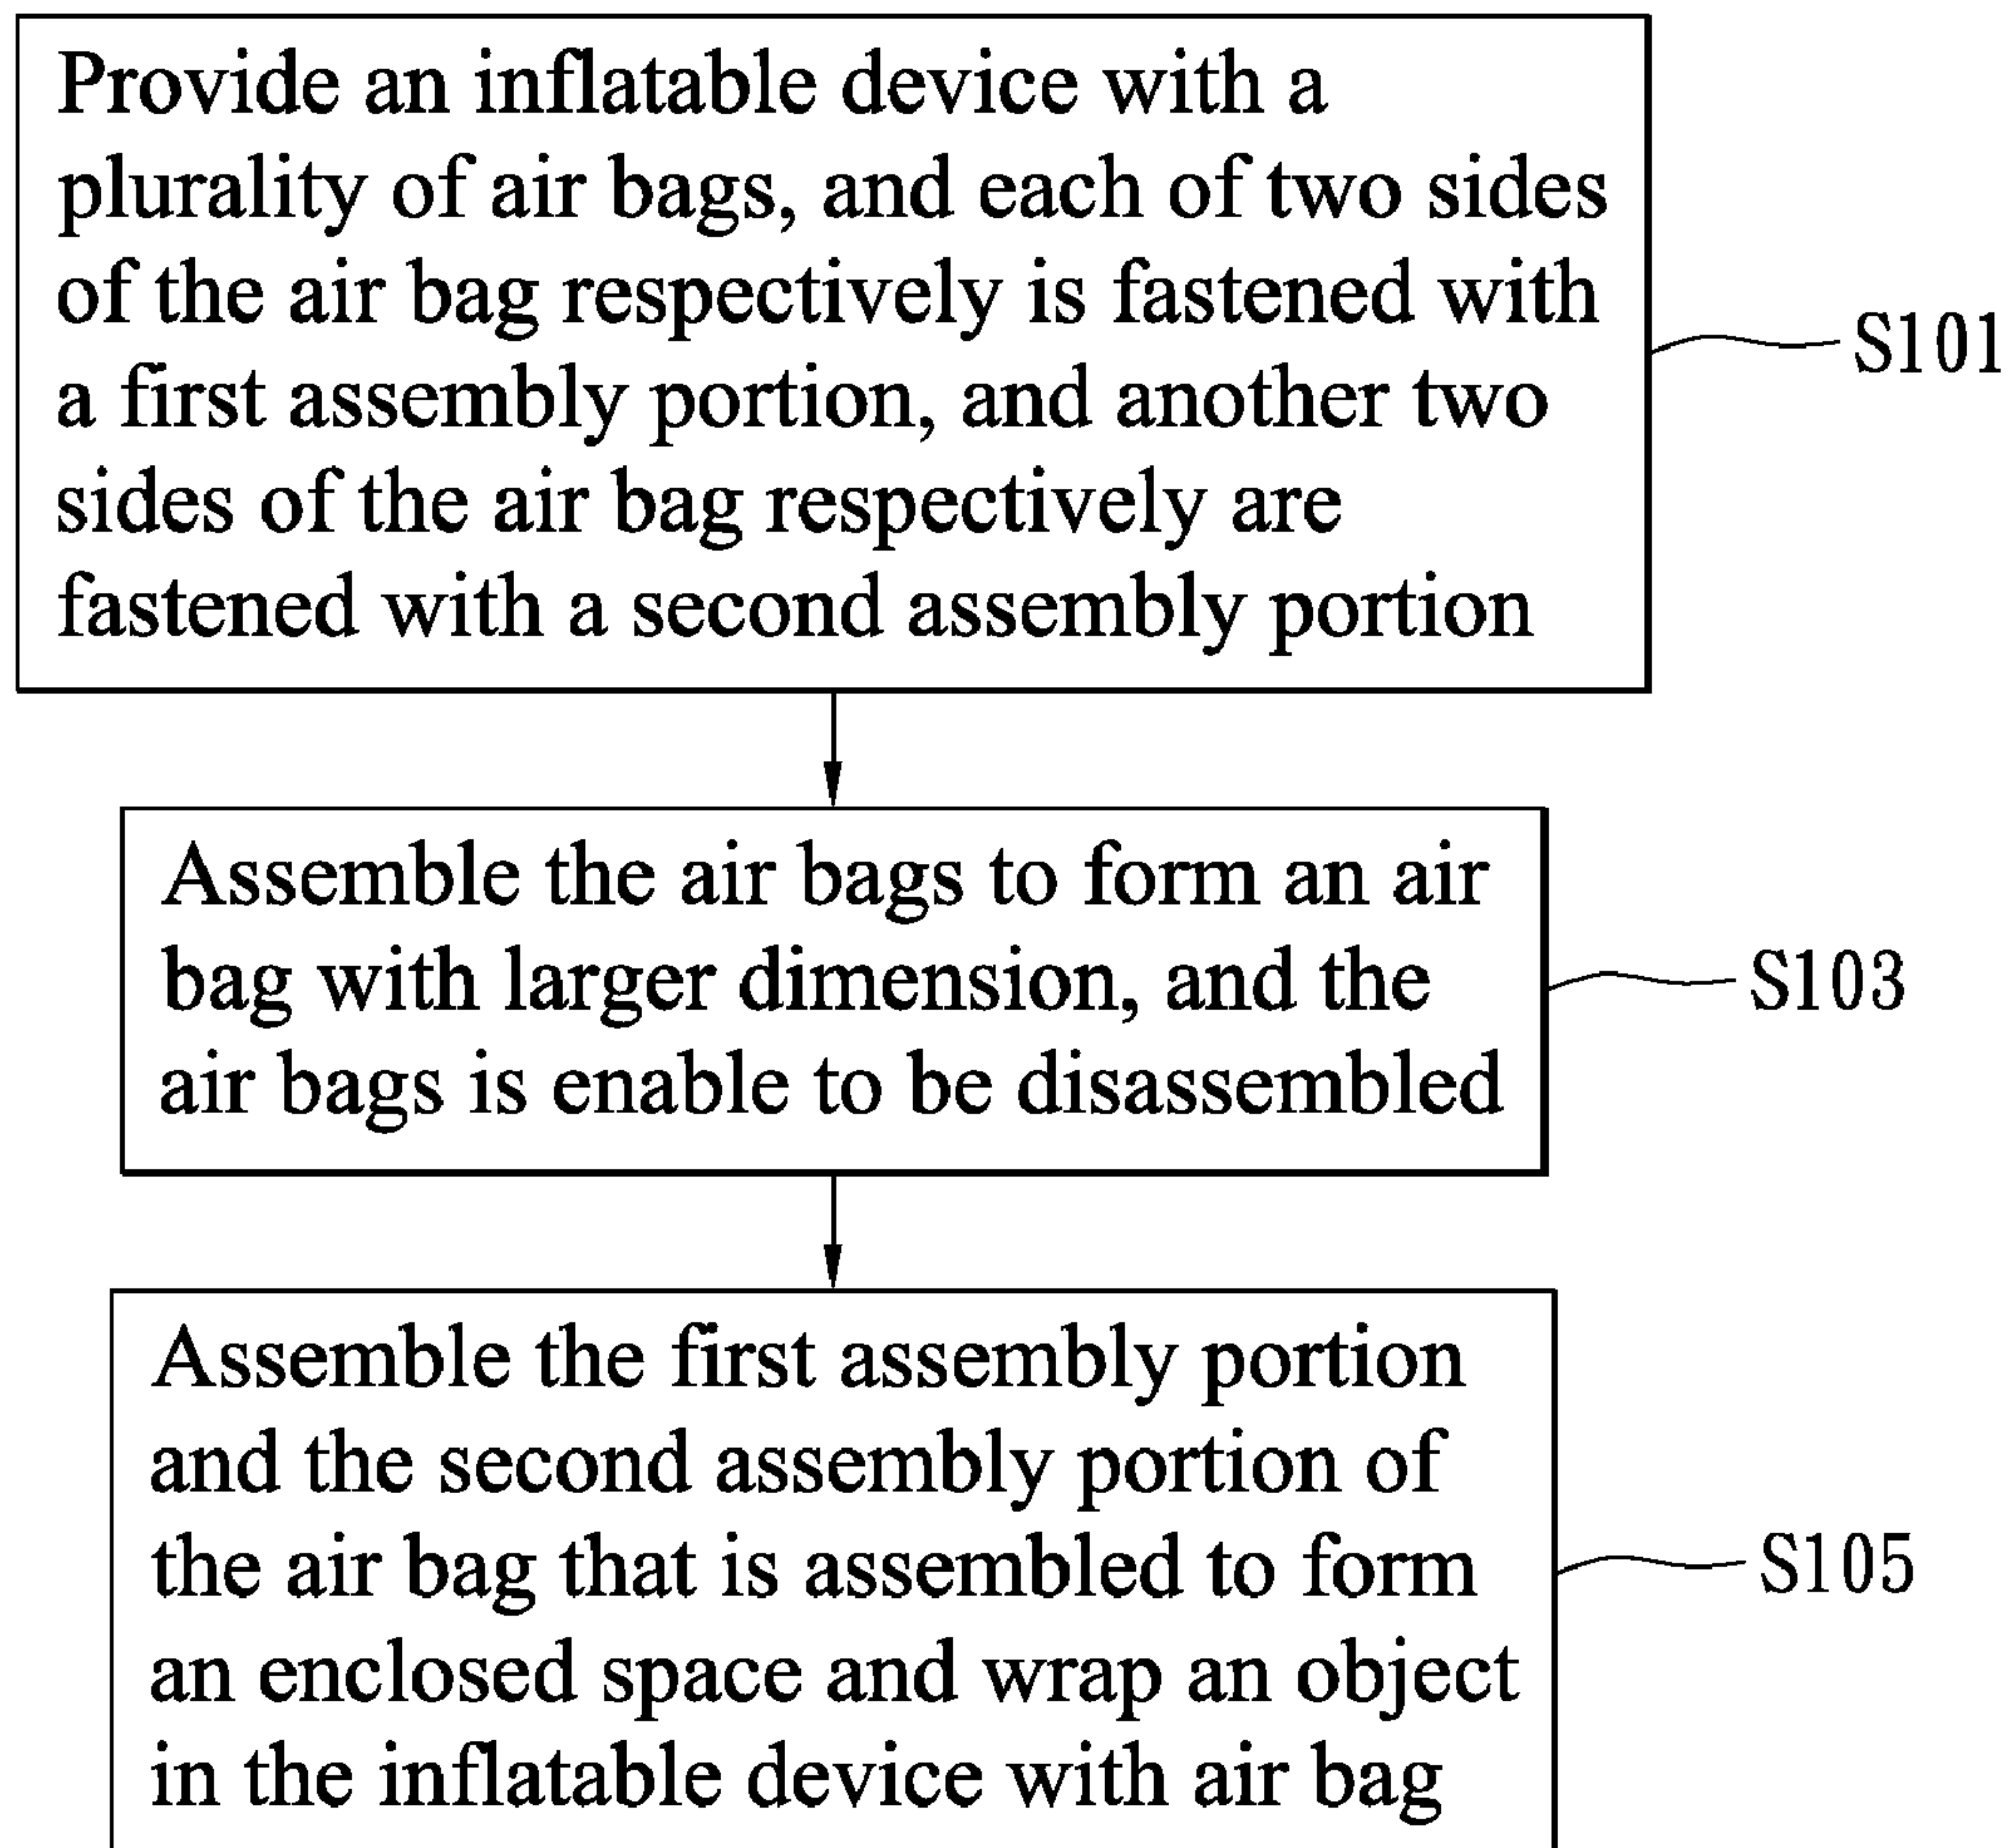 Provide an inflatable device with a
plurality of air bags, and each of two sides
of the air bag respectively is fastened with
a first assembly portion, and another two
sides of the air bag respectively are
fastened with a second assembly portion
S101
Assemble the air bags to form an air
bag with larger dimension, and the
air bags is enable to be disassembled
S103
Assemble the first assembly portion
and the second assembly portion of
the air bag that is assembled to form
an enclosed space and wrap an object
in the inflatable device with air bag
S105